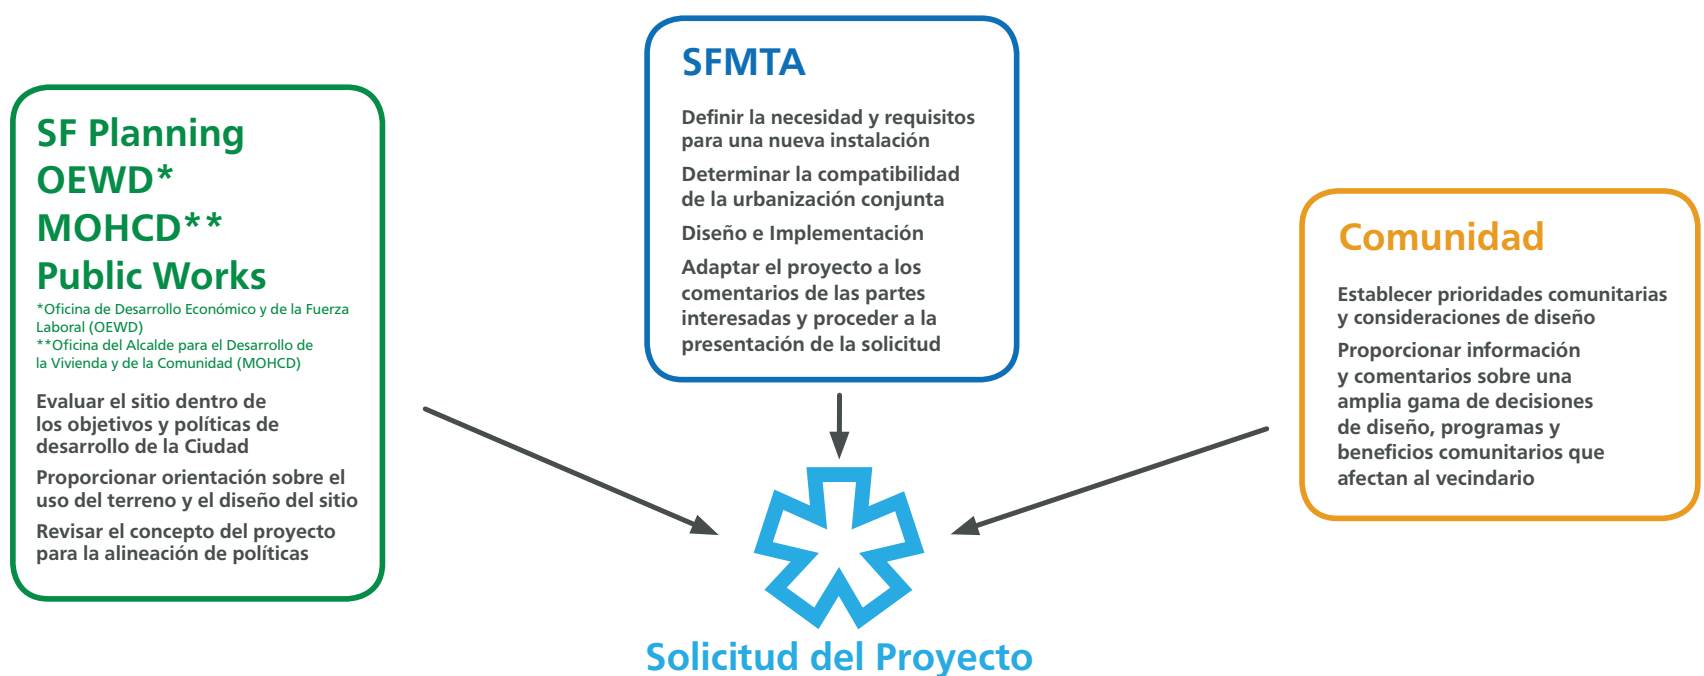 SF Planning
OEWD*
MOHCD**
Public Works
*Oficina de Desarrollo Económico y de la Fuerza
Laboral (OEWD)
**Oficina del Alcalde para el Desarrollo de
la Vivienda y de la Comunidad (MOHCD)
Evaluar el sitio dentro de
los objetivos y políticas de
desarrollo de la Ciudad
Proporcionar orientación sobre el
uso del terreno y el diseño del sitio
Revisar el concepto del proyecto
para la alineación de políticas
SFMTA
Definir la necesidad y requisitos
para una nueva instalación
Determinar la compatibilidad
de la urbanización conjunta
Diseño e Implementación
Adaptar el proyecto a los
comentarios de las partes
interesadas y proceder a la
presentación de la solicitud
Comunidad
Establecer prioridades comunitarias
y consideraciones de diseño
Proporcionar información
y comentarios sobre una
amplia gama de decisiones
de diseño, programas y
beneficios comunitarios que
afectan al vecindario
Solicitud del Proyecto